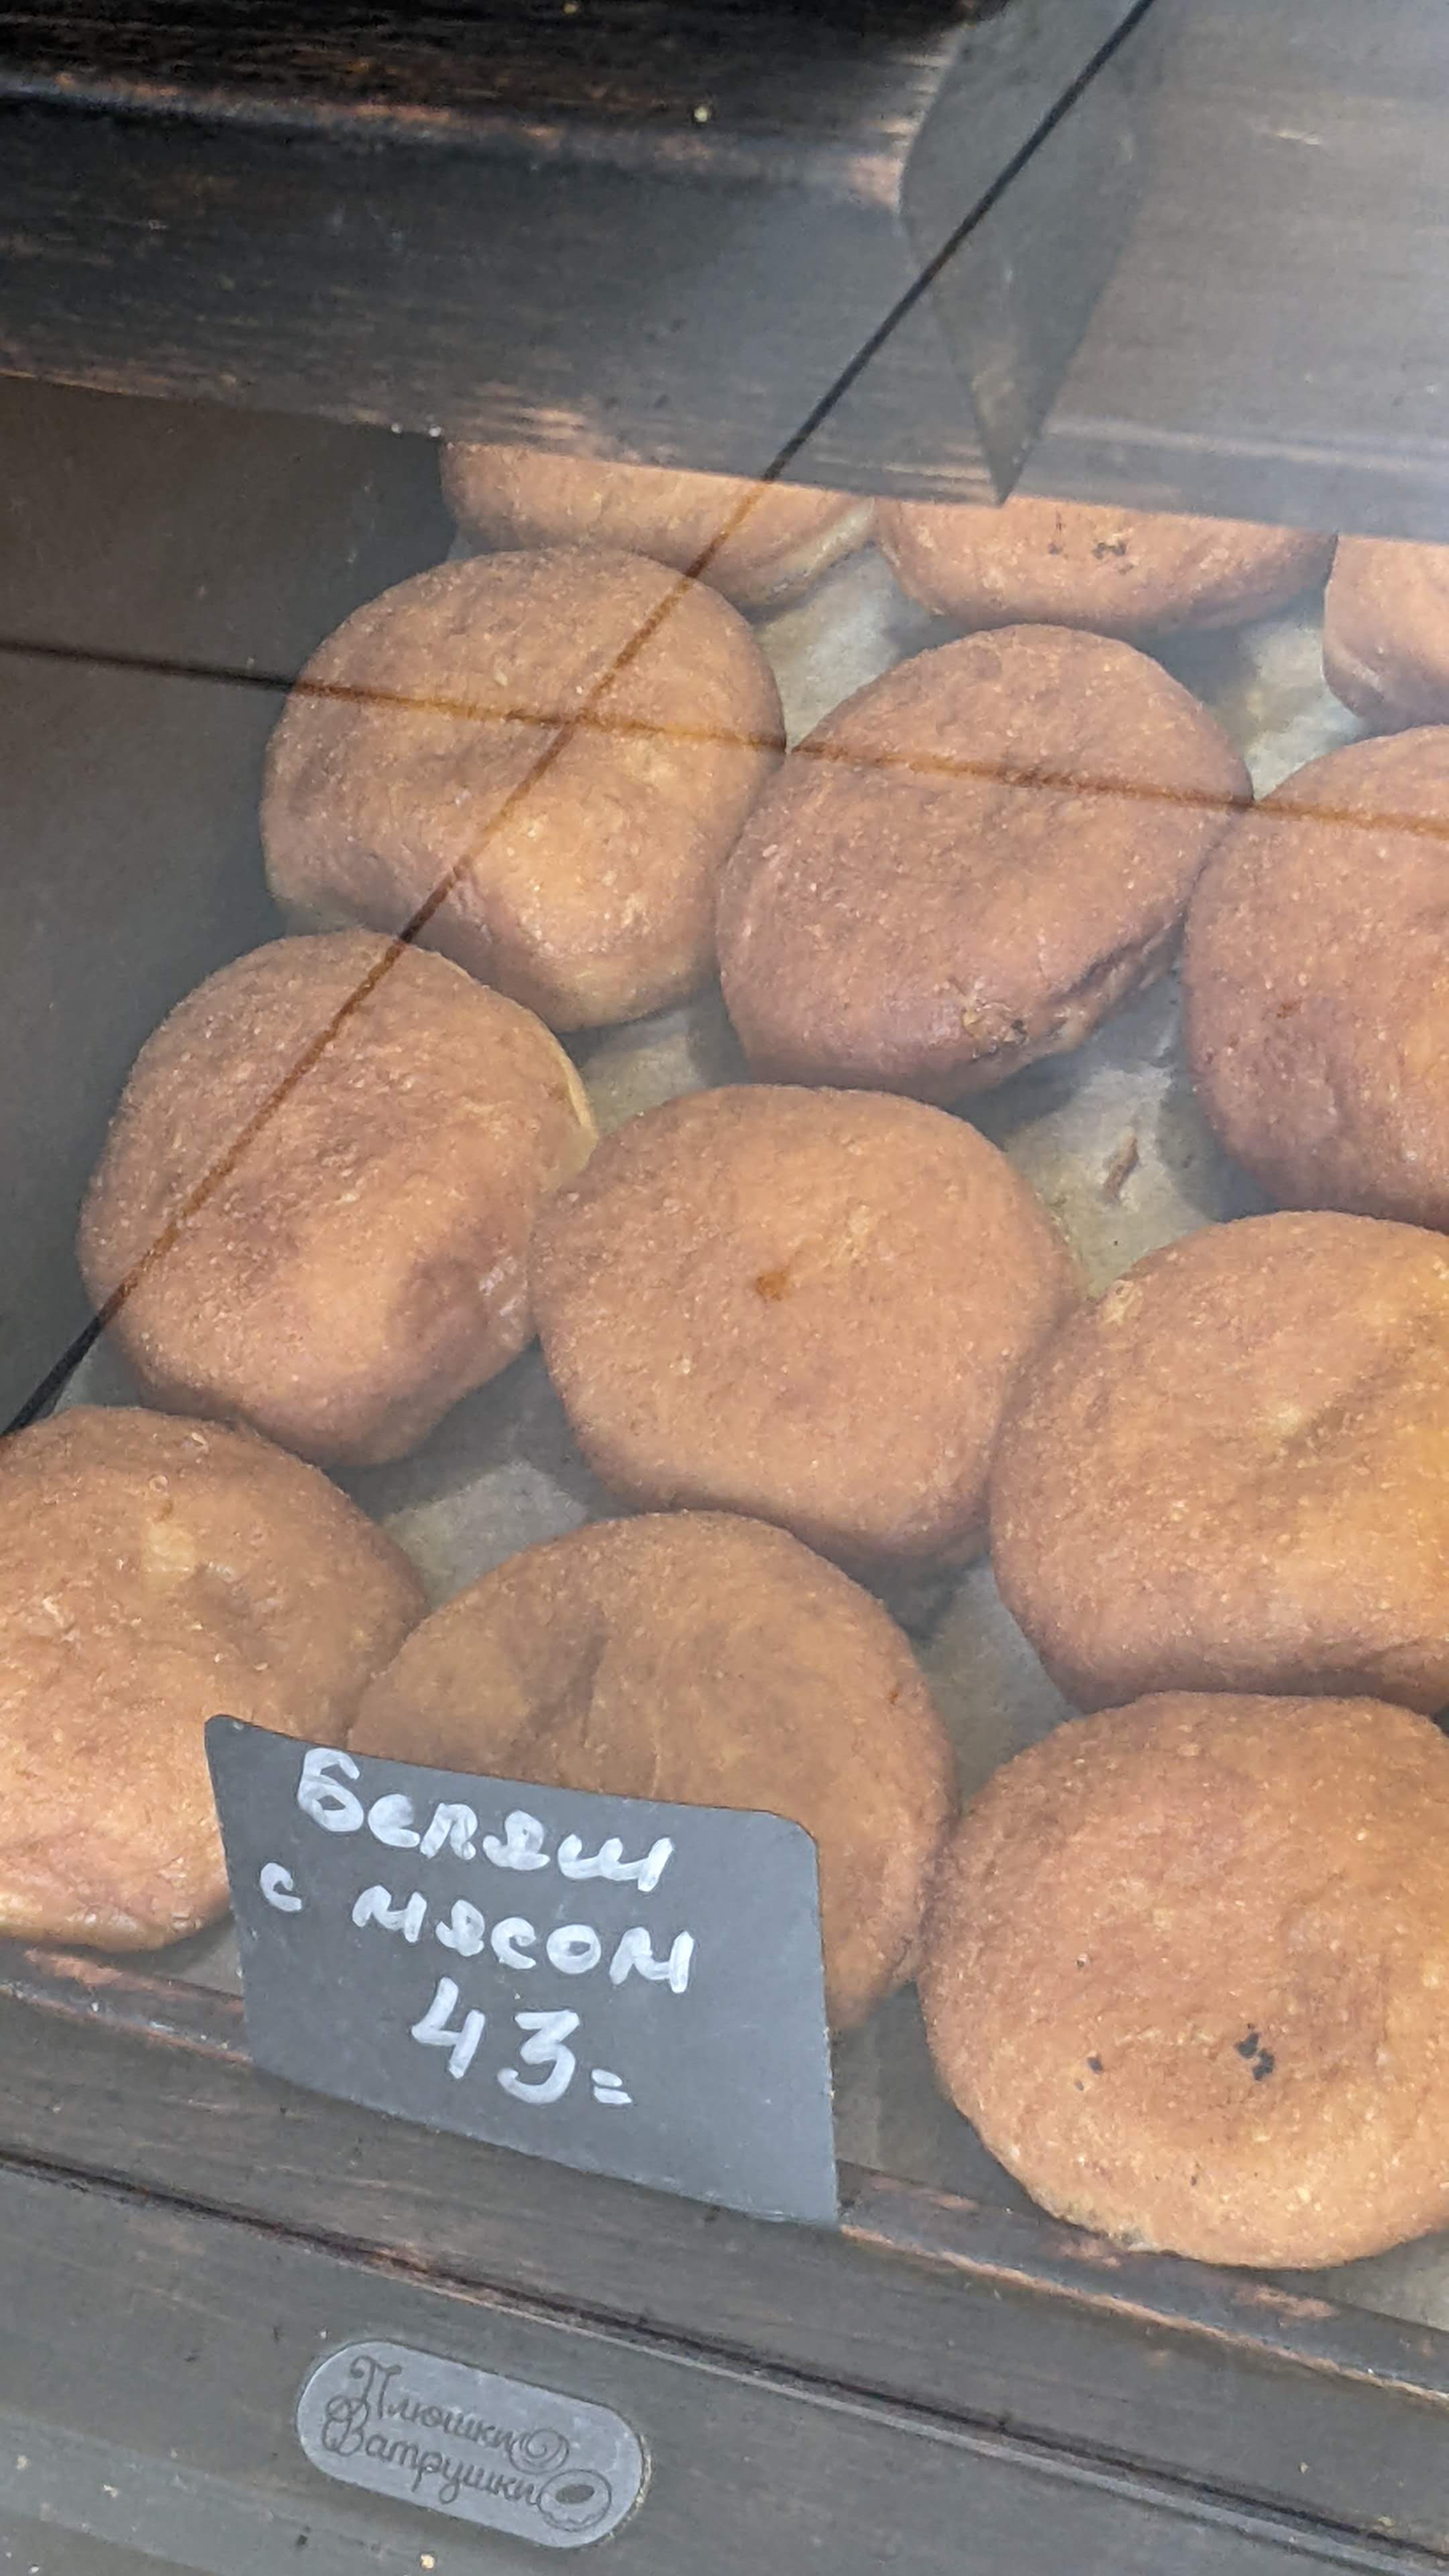 Беляш
с мясом
43=
Плюшки
Ватрушки